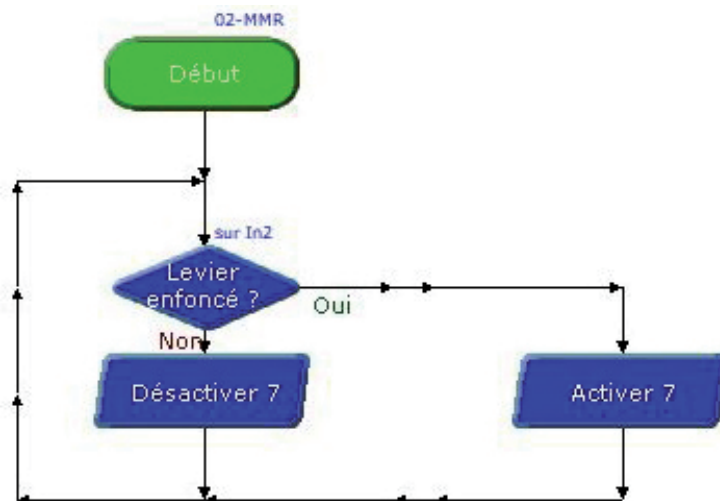 02-MMR
Début
sur In2
Levier
enfoncé ?
Oui
Non
Désactiver 7
Activer 7